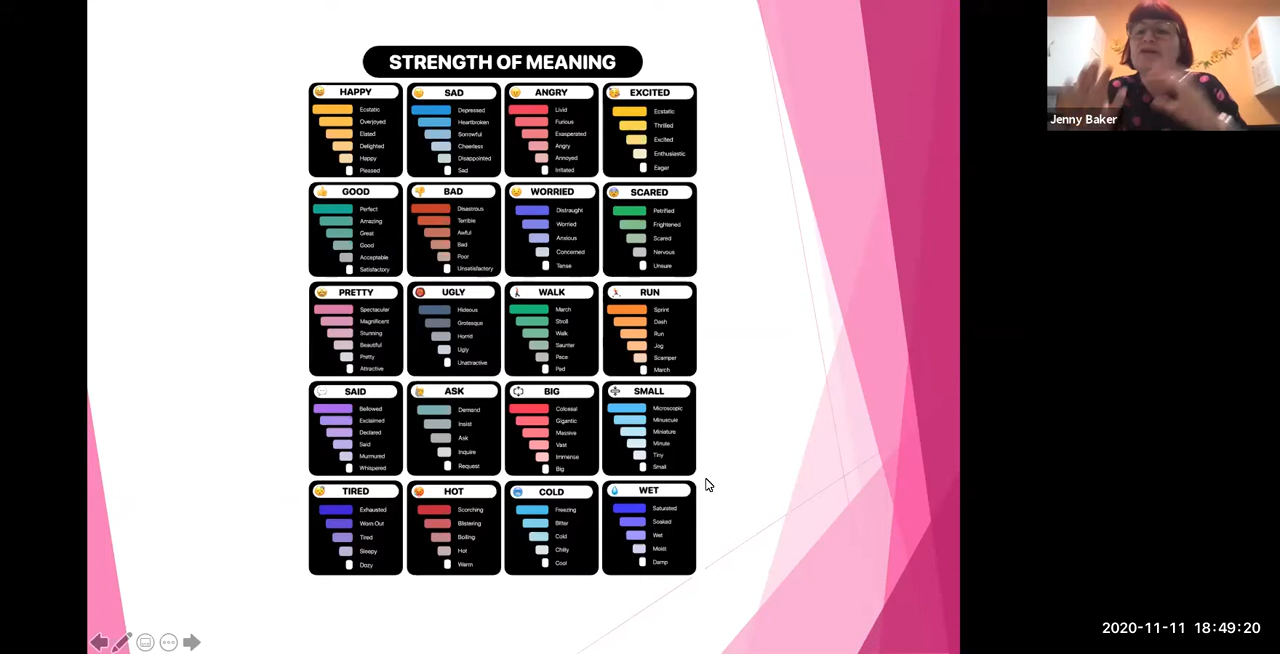 STRENGTH OF MEANING
HAPPY
Ecstatic
Overjoyed
Elated
Delighted
Happy
Pleased
SAD
Depressed
Heartbroken
Sorrowful
Cheerless
Disappointed
Sad
ANGRY
Livid
Furious
Exasperated
Angry
Annoyed
Irritated
EXCITED
Ecstatic
Thrilled
Excited
Enthusiastic
Eager
GOOD
Perfect
Amazing
Great
Good
Acceptable
Satisfactory
BAD
Disastrous
Terrible
Awful
Bad
Poor
Unsatisfactory
WORRIED
Distraught
Worried
Anxious
Concerned
Tense
SCARED
Petrified
Frightened
Scared
Nervous
Unsure
PRETTY
Spectacular
Magnificent
Stunning
Beautiful
Pretty
Attractive
UGLY
Hideous
Grotesque
Horrid
Ugly
Unattractive
WALK
March
Stroll
Walk
Saunter
Pace
Pad
RUN
Sprint
Dash
Run
Jog
Scamper
March
SAID
Bellowed
Exclaimed
Declared
Said
Murmured
Whispered
ASK
Demand
Insist
Ask
Inquire
Request
BIG
Colossal
Gigantic
Massive
Vast
Immense
Big
SMALL
Microscopic
Minuscule
Miniature
Minute
Tiny
Small
TIRED
Exhausted
Worn Out
Tired
Sleepy
Dozy
HOT
Scorching
Blistering
Boiling
Hot
Warm
COLD
Freezing
Bitter
Cold
Chilly
Cool
WET
Saturated
Soaked
Wet
Moist
Damp
Jenny Baker
2020-11-11 18:49:20